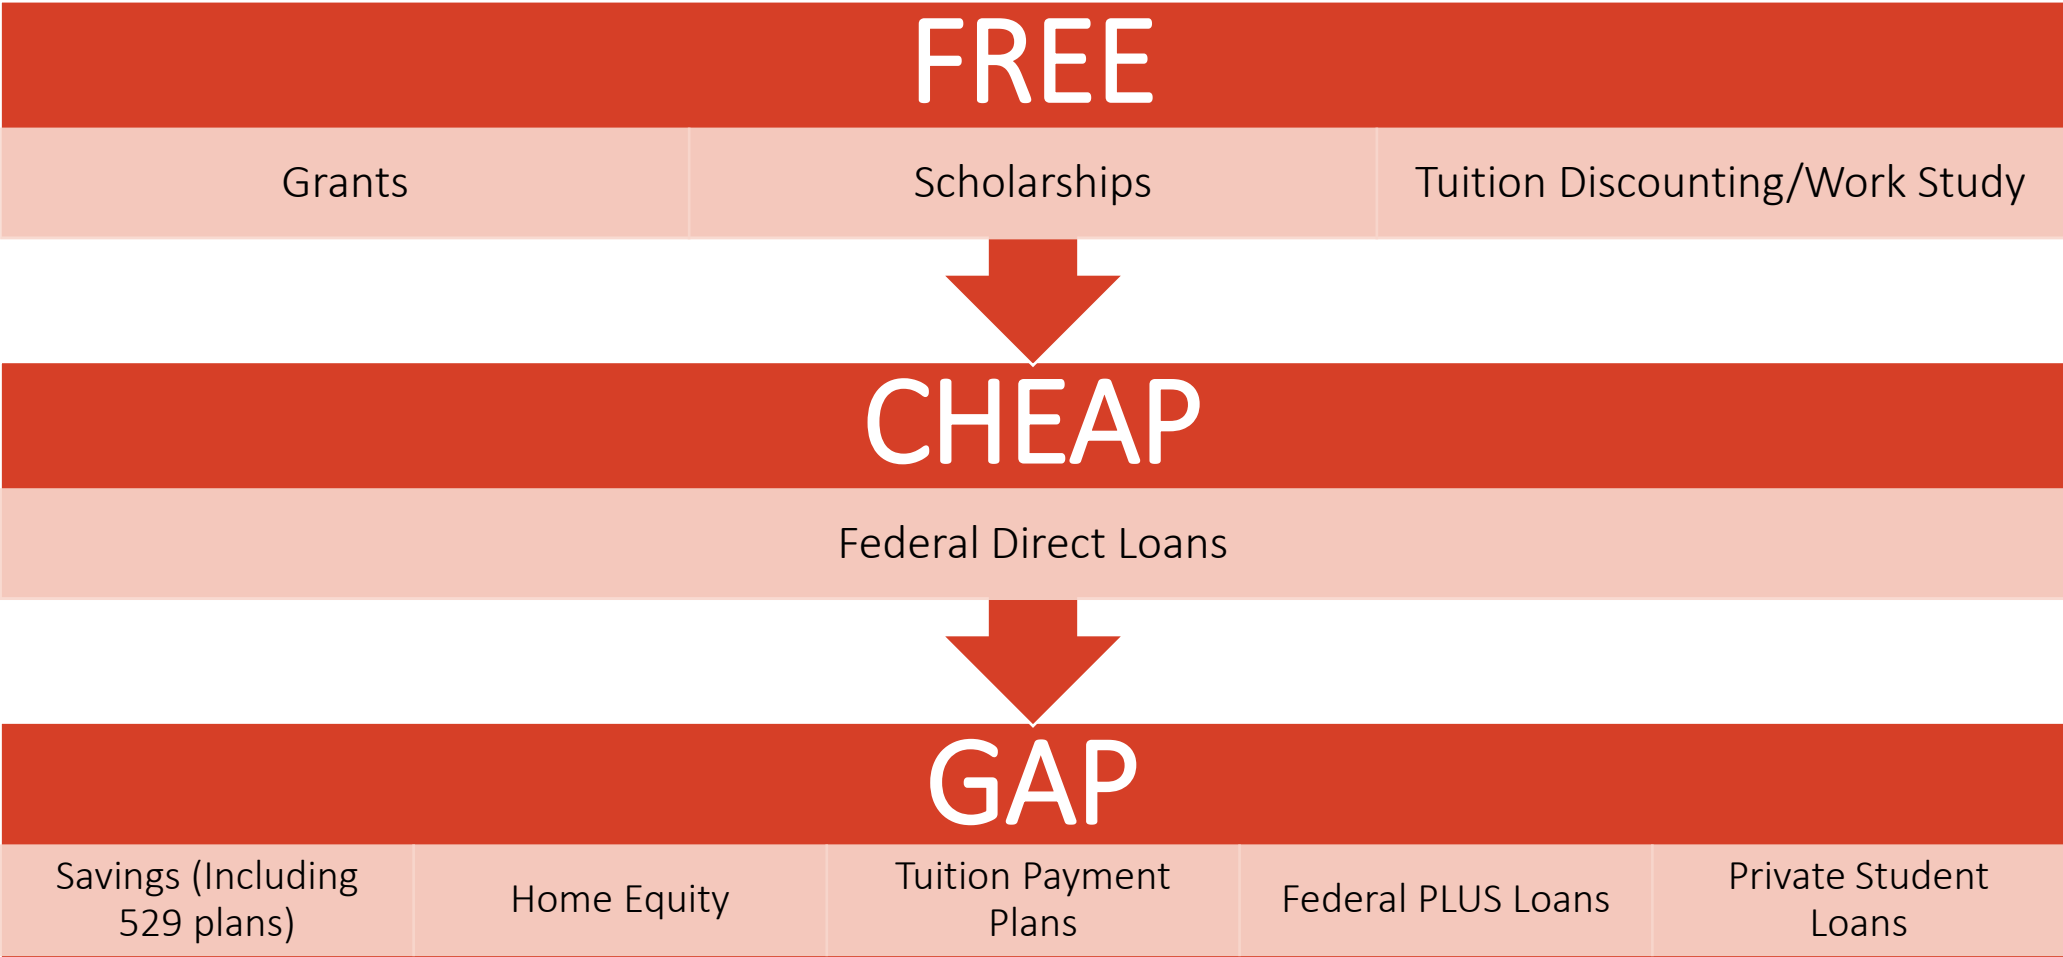 FREE
Grants
Scholarships
Tuition Discounting/Work Study
CHEAP
Federal Direct Loans
GAP
Savings (Including
529 plans)
Home Equity
Tuition Payment
Plans
Federal PLUS Loans
Private Student
Loans